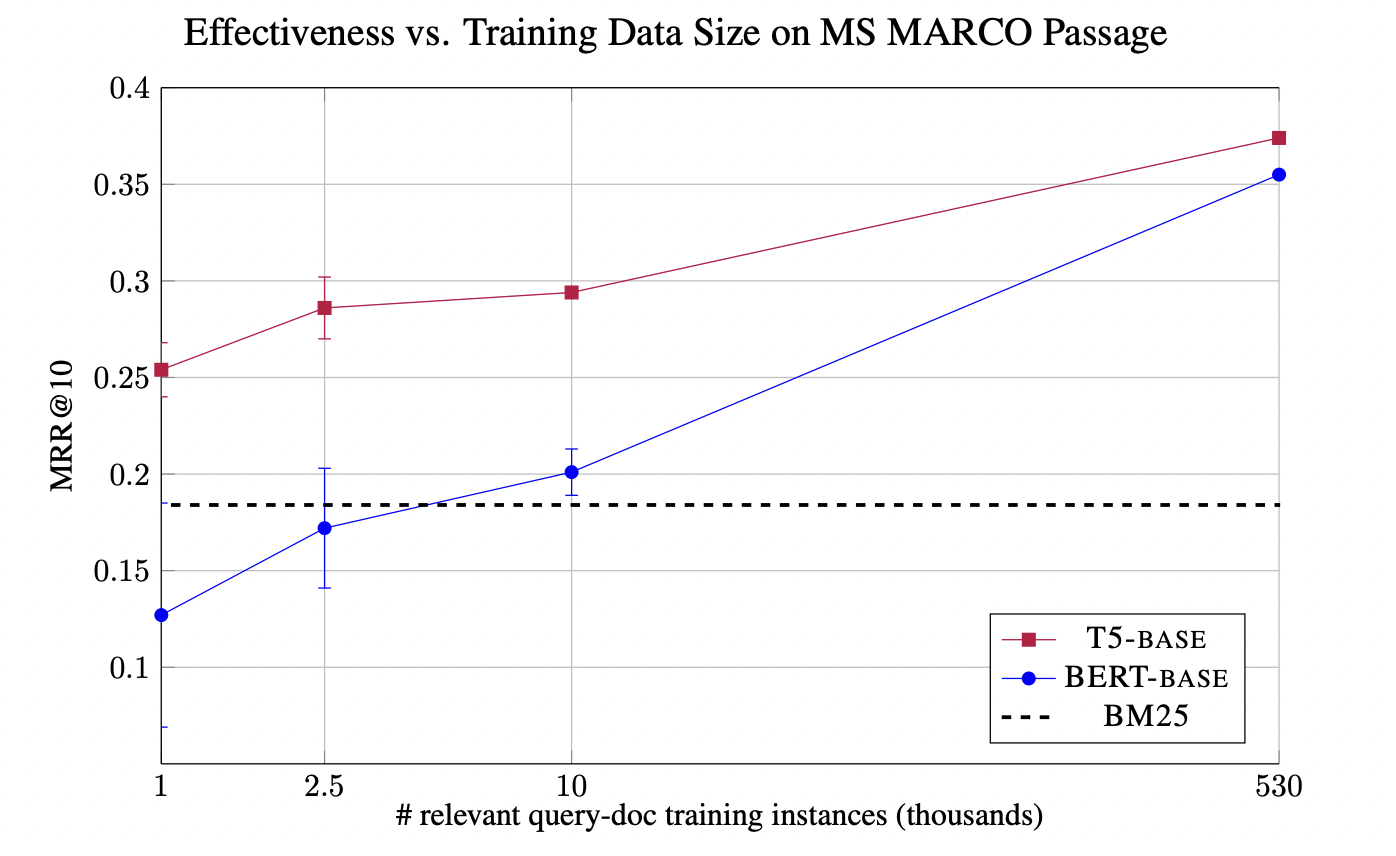 Effectiveness vs. Training Data Size on MS MARCO Passage
0.4
0.35
0.3
0.25
0.2
0.15
0.1
MRR@10
T5-BASE
BERT-BASE
BM25
1 2.5 10 530
# relevant query-doc training instances (thousands)